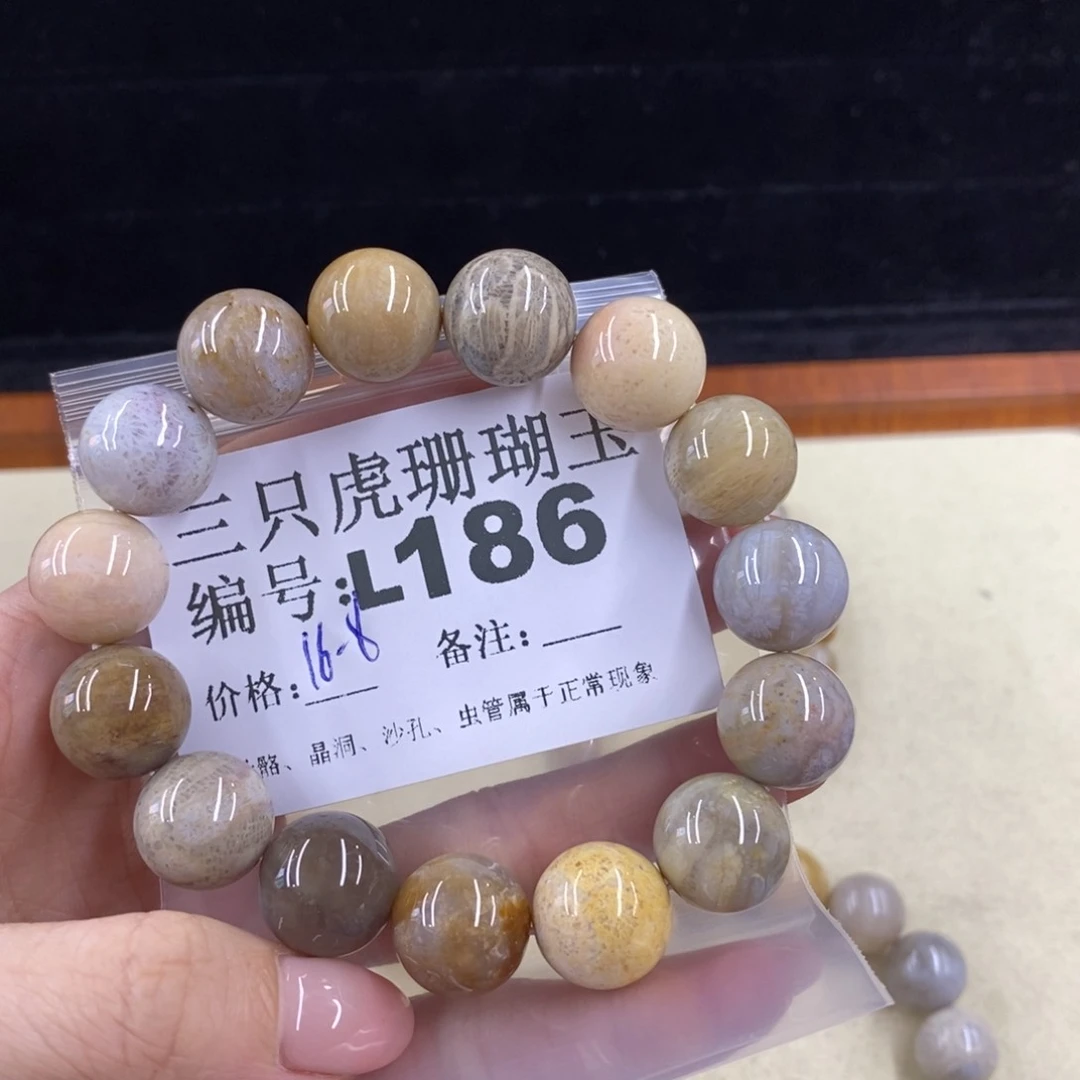 三只虎珊瑚玉
编号:L186
价格:16-8 备注:
骼、晶洞、沙孔、虫管属于正常现象